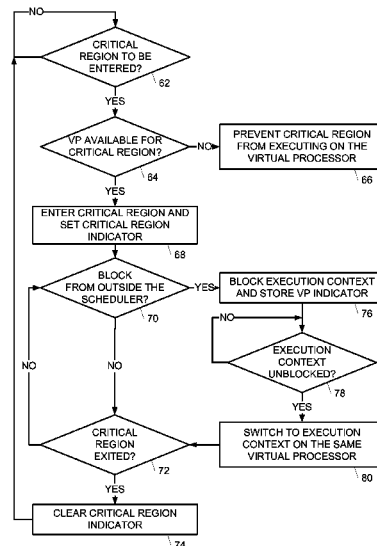 NO
CRITICAL
REGION TO BE
ENTERED?
62
YES
VP AVAILABLE FOR
CRITICAL REGION?
64
NO
PREVENT CRITICAL REGION
FROM EXECUTING ON THE
VIRTUAL PROCESSOR
66
YES
ENTER CRITICAL REGION AND
SET CRITICAL REGION
INDICATOR
68
BLOCK
FROM OUTSIDE THE
SCHEDULER?
70
YES
BLOCK EXECUTION CONTEXT
AND STORE VP INDICATOR
76
NO
EXECUTION
CONTEXT
UNBLOCKED?
78
NO
NO
YES
SWITCH TO EXECUTION
CONTEXT ON THE SAME
VIRTUAL PROCESSOR
80
CRITICAL
REGION
EXITED?
72
YES
CLEAR CRITICAL REGION
INDICATOR
74